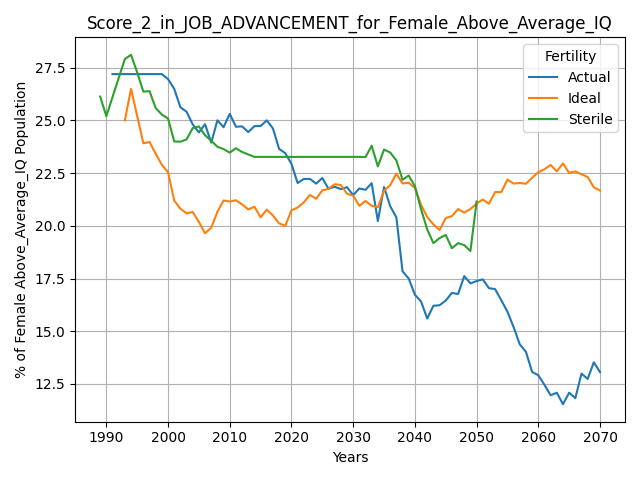 Score_2_in_JOB_ADVANCEMENT_for_Female_Above_Average_IQ
% of Female Above_Average_IQ Population
27.5
25.0
22.5
20.0
17.5
15.0
12.5
Fertility
Actual
Ideal
Sterile
1990 2000 2010 2020 2030 2040 2050 2060 2070
Years